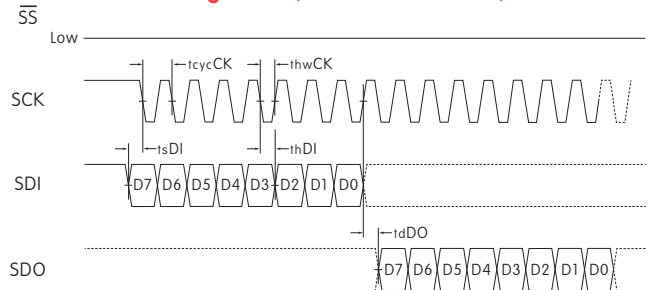 SS
Low
SCK
tcycCK
thwCK
SDI
tsDI
thDI
D7 D6 D5 D4 D3 D2 D1 D0
SDO
tdDO
D7 D6 D5 D4 D3 D2 D1 D0